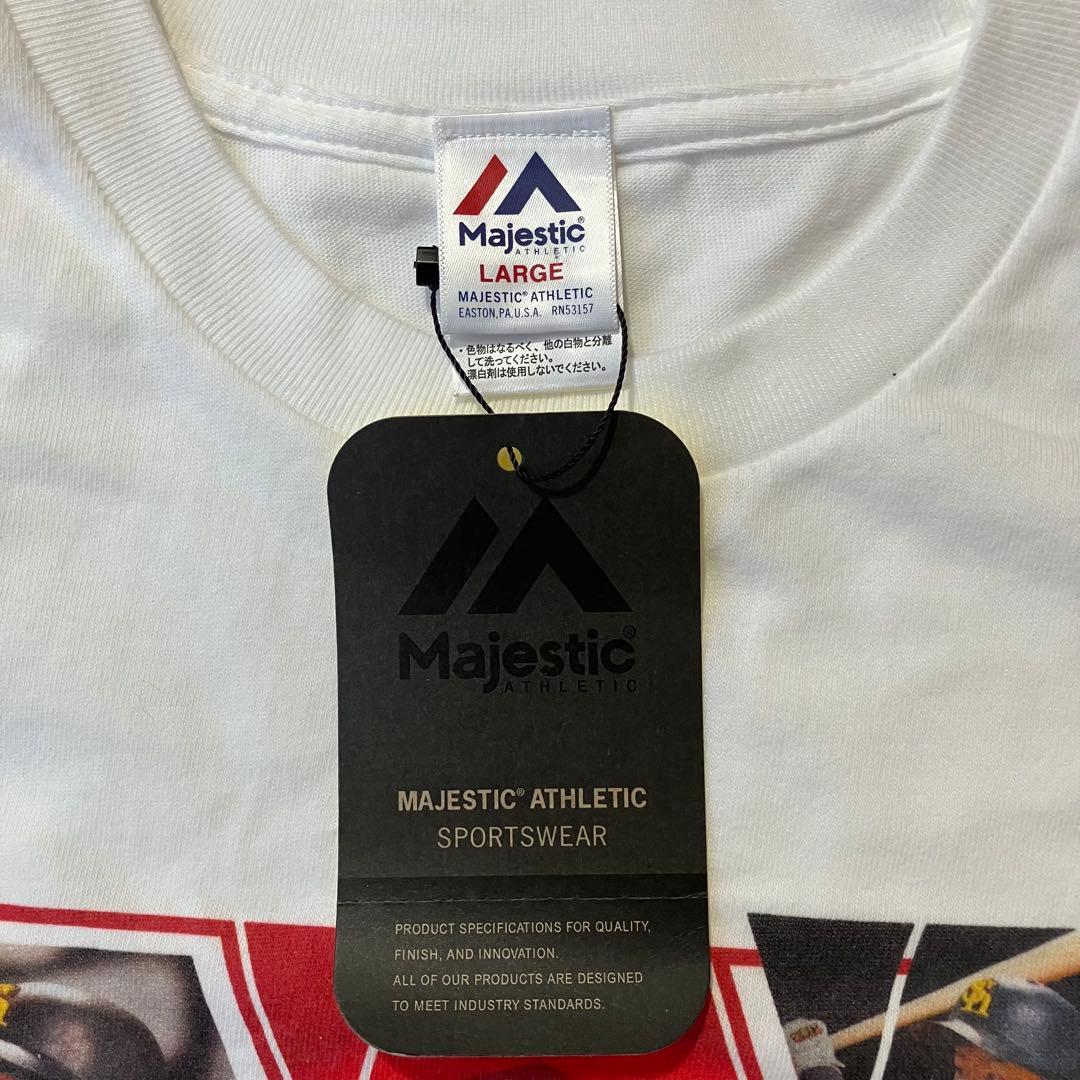 Majestic®
ATHLETIC
LARGE
MAJESTIC® ATHLETIC
EASTON,PA,U.S.A. RN53157
・色物はなるべく、他の白物と分離
して洗ってください。
・漂白剤は使用しないでください。
Majestic®
ATHLETIC
MAJESTIC® ATHLETIC
SPORTSWEAR
PRODUCT SPECIFICATIONS FOR QUALITY,
FINISH, AND INNOVATION.
ALL OF OUR PRODUCTS ARE DESIGNED
TO MEET INDUSTRY STANDARDS.
SH